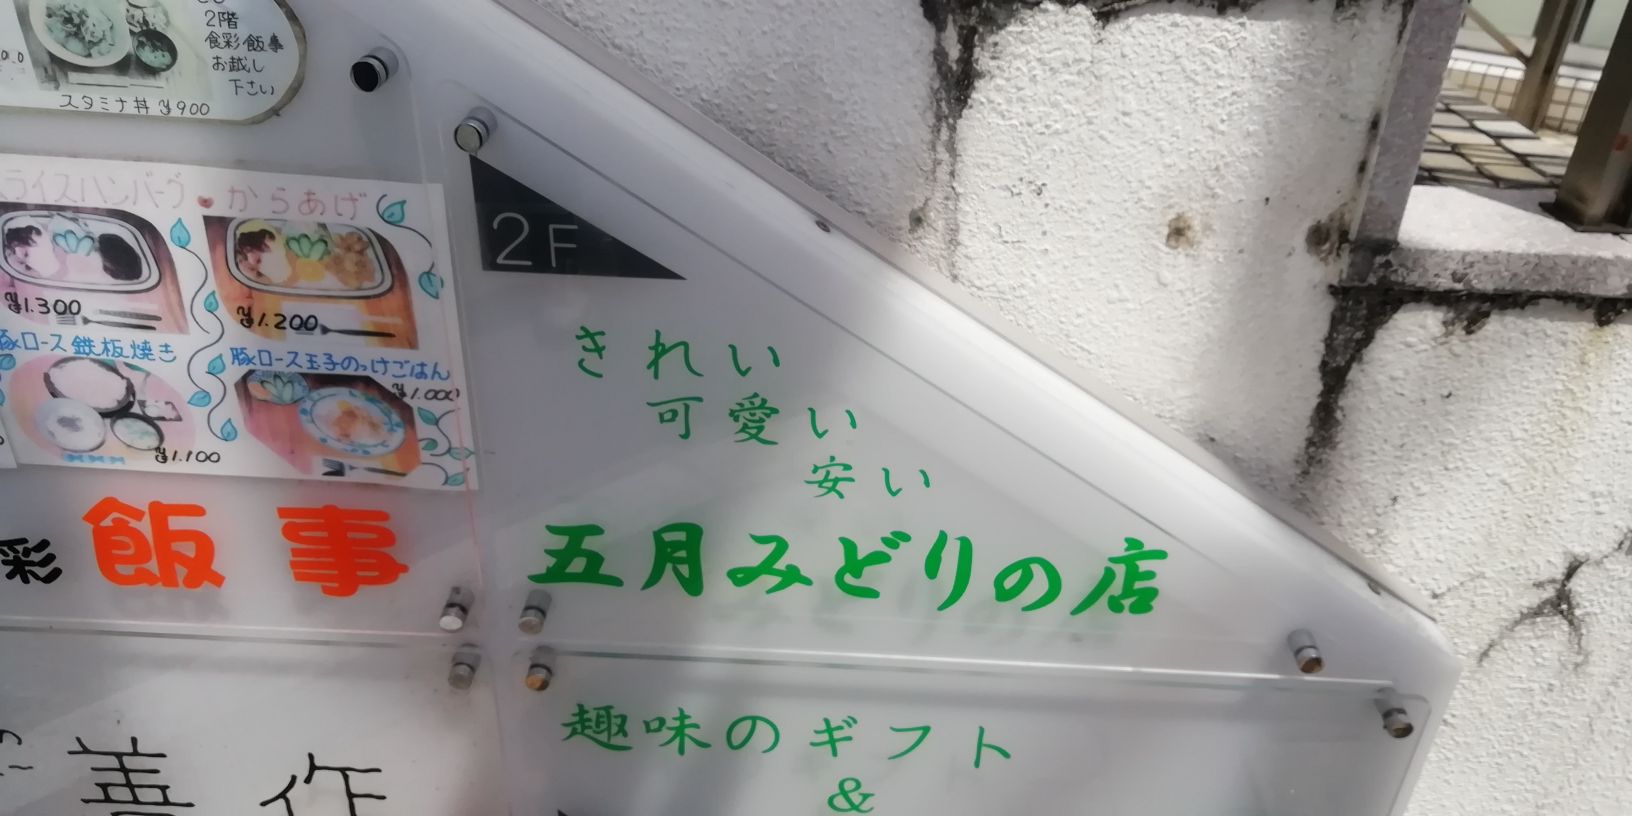 2階
食彩飯事
お越し
下さい
スタミナ丼 ¥900
ライスハンバーグ
からあげ
¥1.300
¥1.200
豚ロース鉄板焼き
豚ロース玉子のっけごはん
¥1.000
¥1.100
彩飯事
2F
きれい
可愛い
安い
五月みどりの店
趣味のギフト
&
善作